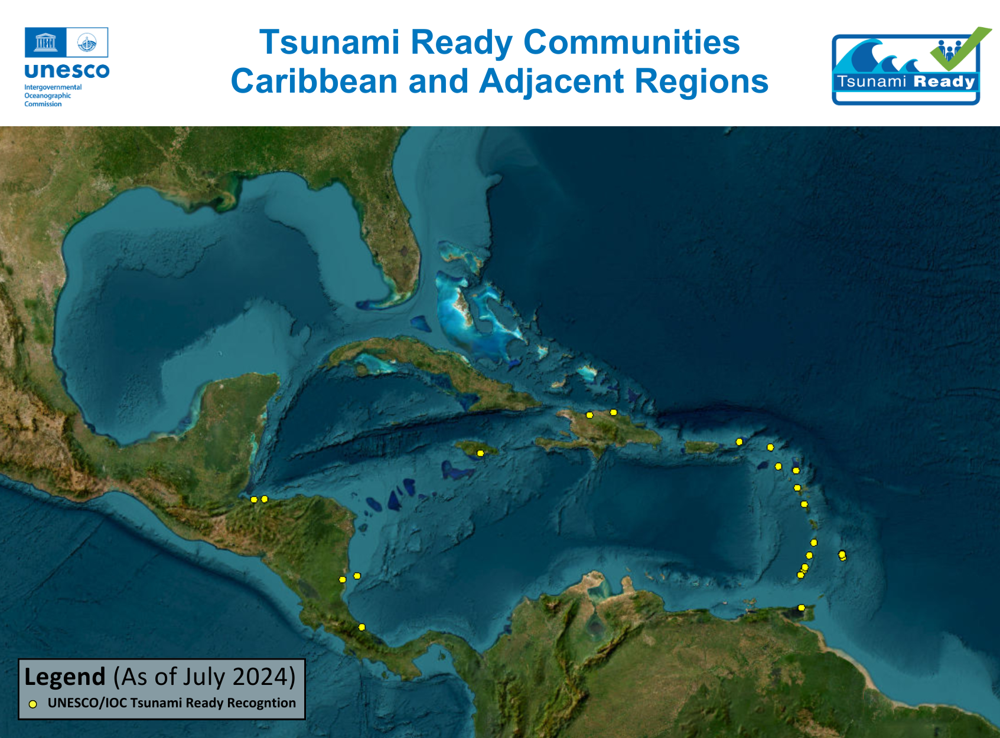 unesco
Intergovernmental
Oceanographic
Commission
Tsunami Ready Communities
Caribbean and Adjacent Regions
Tsunami Ready
Legend (As of July 2024)
UNESCO/IOC Tsunami Ready Recogntion